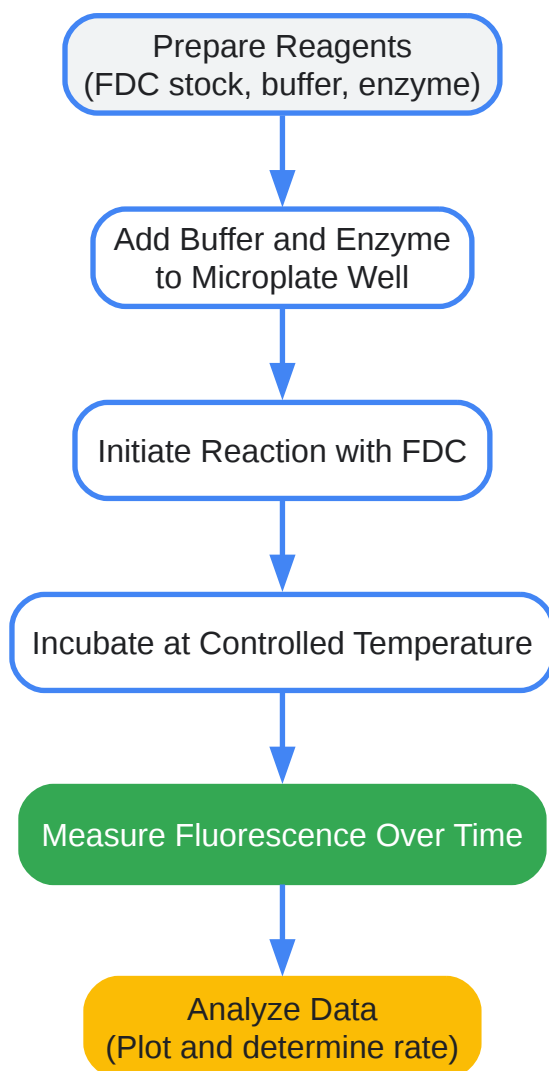 Prepare Reagents
(FDC stock, buffer, enzyme)
Add Buffer and Enzyme
to Microplate Well
Initiate Reaction with FDC
Incubate at Controlled Temperature
Measure Fluorescence Over Time
Analyze Data
(Plot and determine rate)